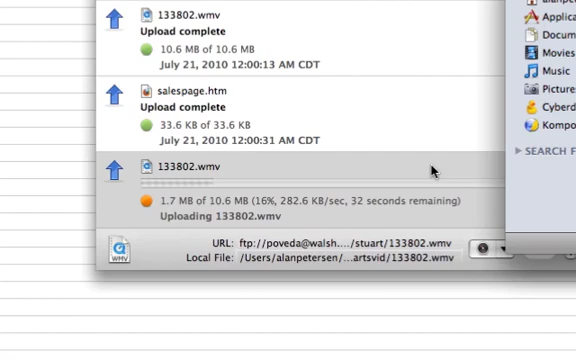 133802.wmv
Upload complete
10.6 MB of 10.6 MB
July 21, 2010 12:00:13 AM CDT
salespage.htm
Upload complete
33.6 KB of 33.6 KB
July 21, 2010 12:00:31 AM CDT
133802.wmv
1.7 MB of 10.6 MB (16%, 282.6 KB/sec, 32 seconds remaining)
Uploading 133802.wmv
WMV
URL: ftp://poveda@walsh..../stuart/133802.wmv
Local File: /Users/alanpetersen/...artsvid/133802.wmv
alanpeter
Applica
Docum
Movies
Music
Picture
Cyberd
Kompo
SEARCH F